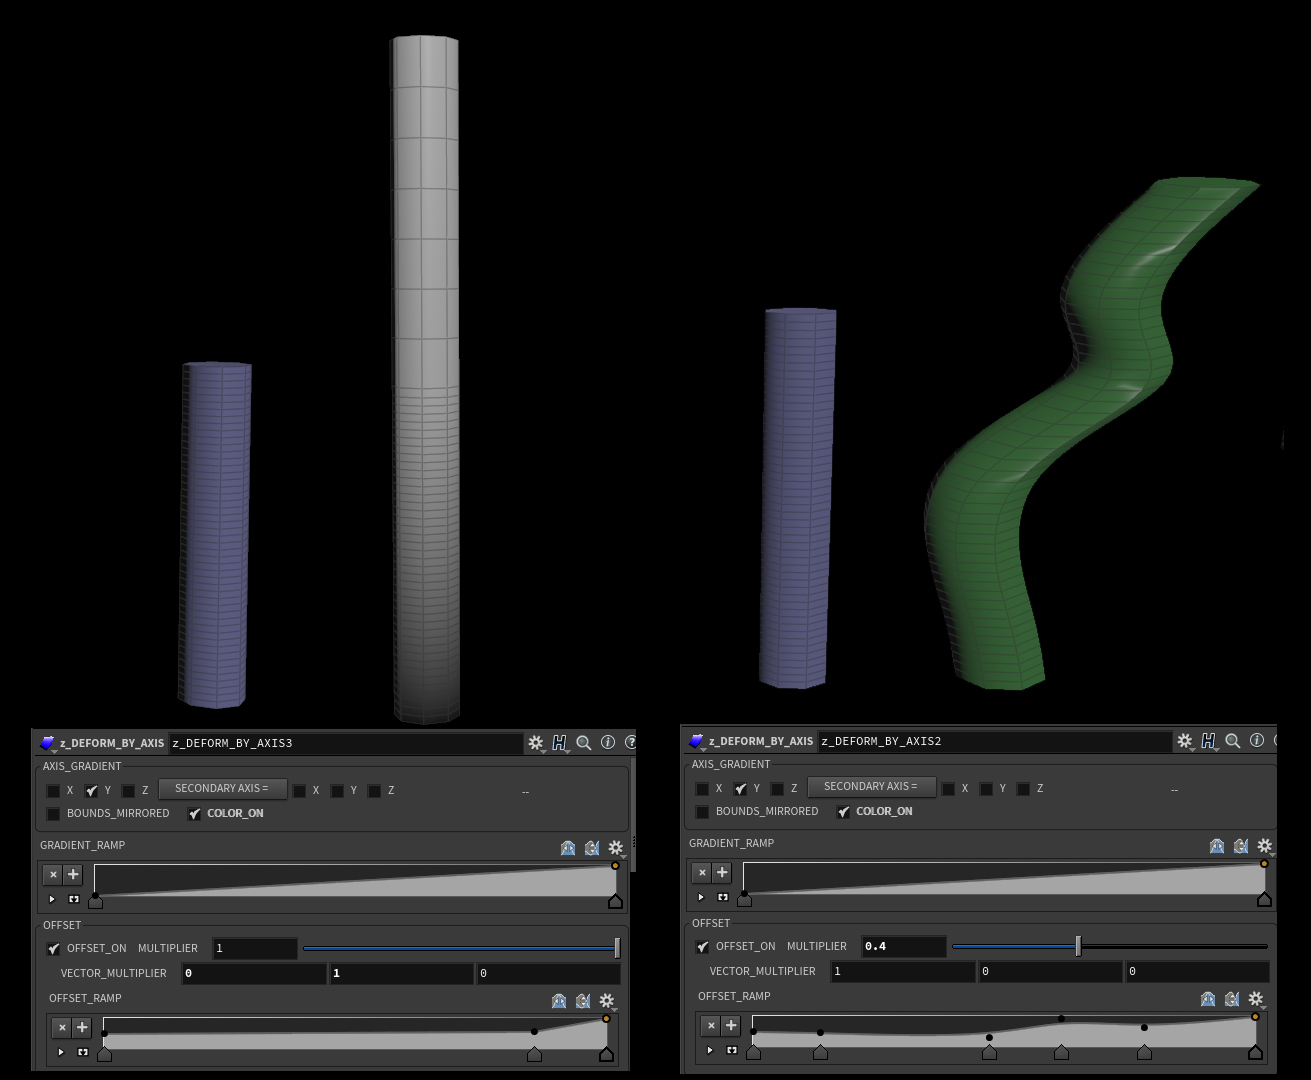 z_DEFORM_BY_AXIS z_DEFORM_BY_AXIS3
AXIS_GRADIENT
X Y Z SECONDARY AXIS = X Y Z --
BOUNDS_MIRRORED COLOR_ON
GRADIENT_RAMP
OFFSET
OFFSET_ON MULTIPLIER 1
VECTOR_MULTIPLIER 0 1 0
OFFSET_RAMP
z_DEFORM_BY_AXIS z_DEFORM_BY_AXIS2
AXIS_GRADIENT
X Y Z SECONDARY AXIS = X Y Z --
BOUNDS_MIRRORED COLOR_ON
GRADIENT_RAMP
OFFSET
OFFSET_ON MULTIPLIER 0.4
VECTOR_MULTIPLIER 1 0 0
OFFSET_RAMP